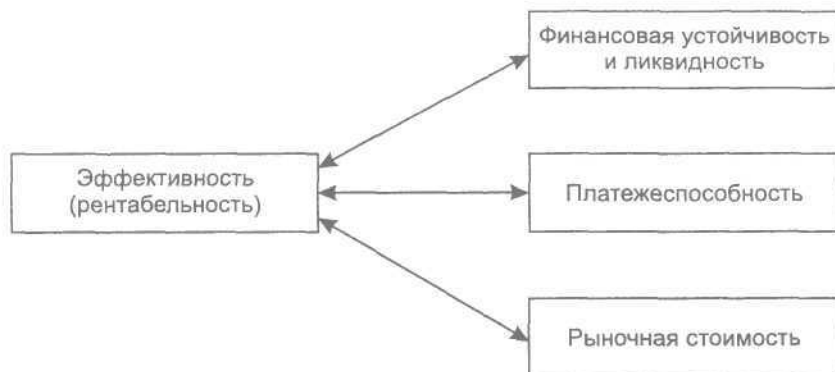 Финансовая устойчивость
и ликвидность
Эффективность
(рентабельность)
Платежеспособность
Рыночная стоимость